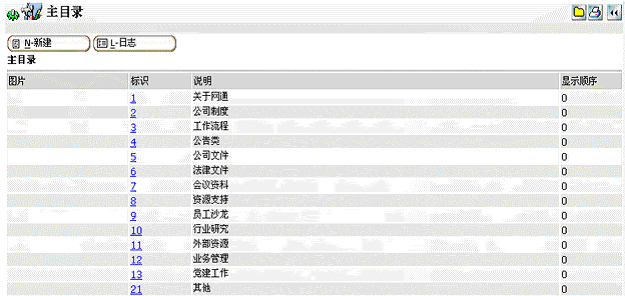 主目录
N-新建 L-日志
主目录
图片 标识 说明 显示顺序
1 关于网通 0
2 公司制度 0
3 工作流程 0
4 公告类 0
5 公司文件 0
6 法律文件 0
7 会议资料 0
8 资源支持 0
9 员工沙龙 0
10 行业研究 0
11 外部资源 0
12 业务管理 0
13 党建工作 0
21 其他 0